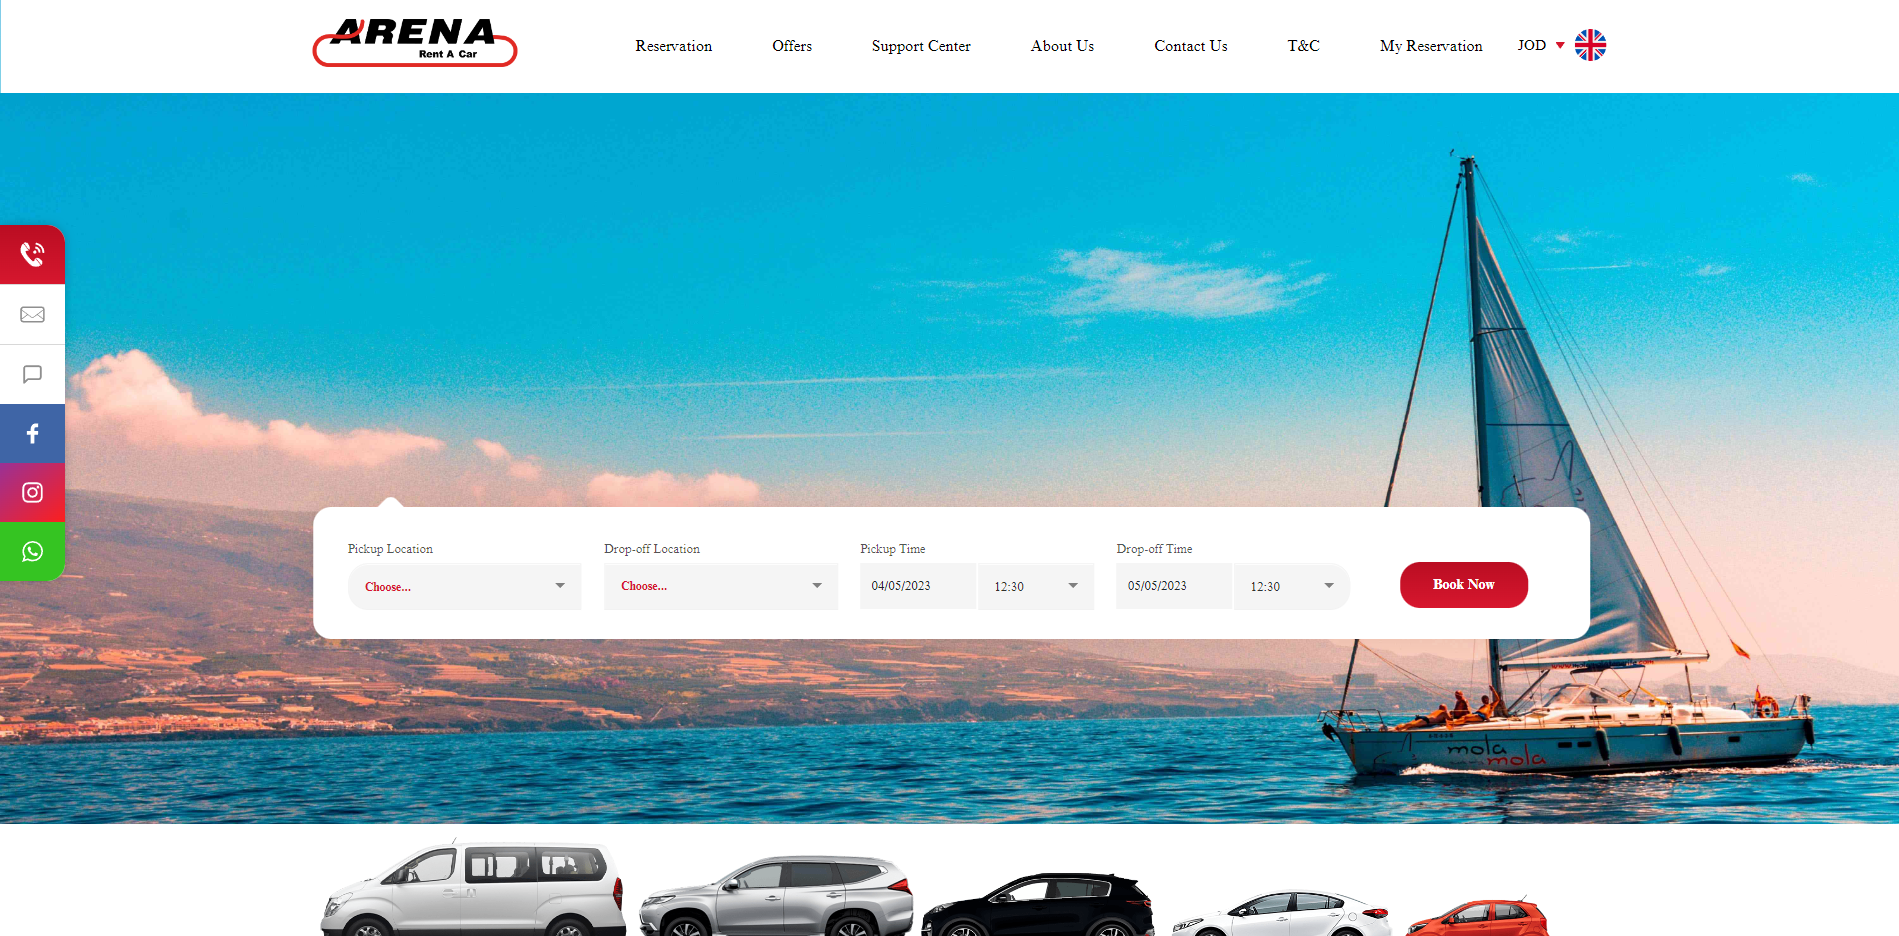 ARENA
Rent A Car
Reservation
Offers
Support Center
About Us
Contact Us
T&C
My Reservation
JOD
Pickup Location
Drop-off Location
Pickup Time
Drop-off Time
Choose...
Choose...
04/05/2023
12:30
05/05/2023
12:30
Book Now
mola
mola